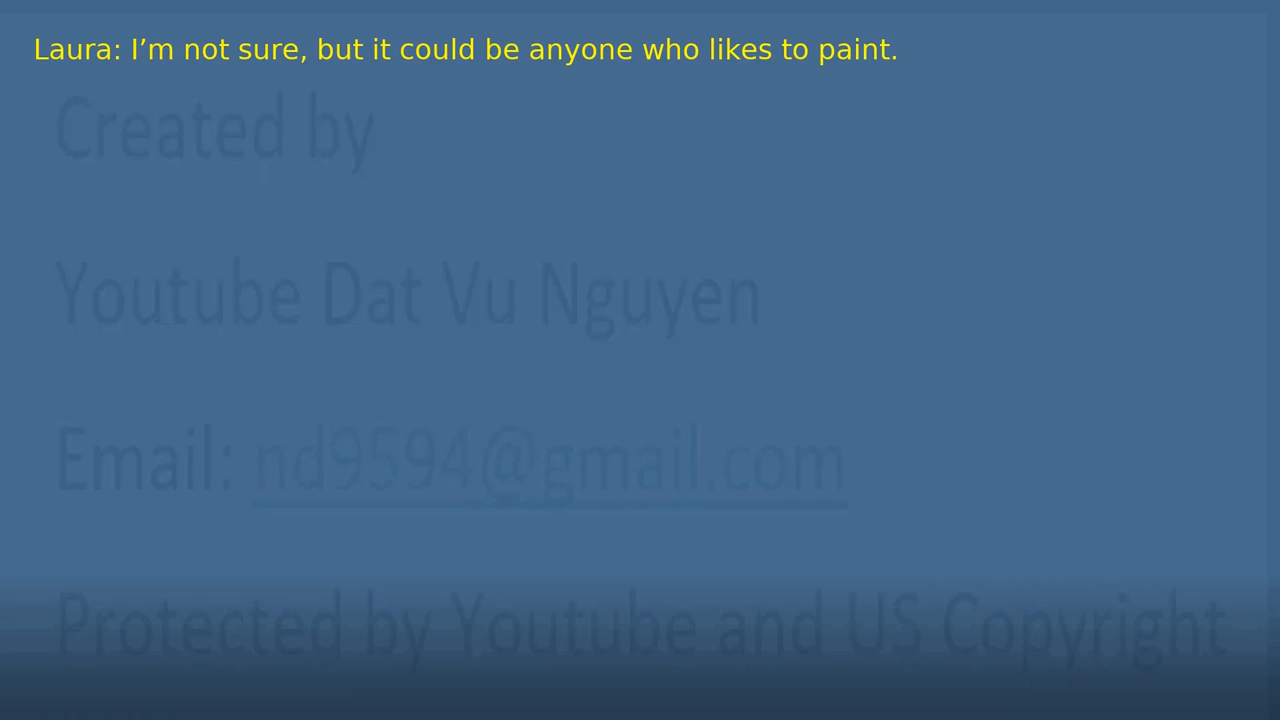 Laura: I’m not sure, but it could be anyone who likes to paint.
Created by
Youtube Dat Vu Nguyen
Email: nd9594@gmail.com
Protected by Youtube and US Copyright